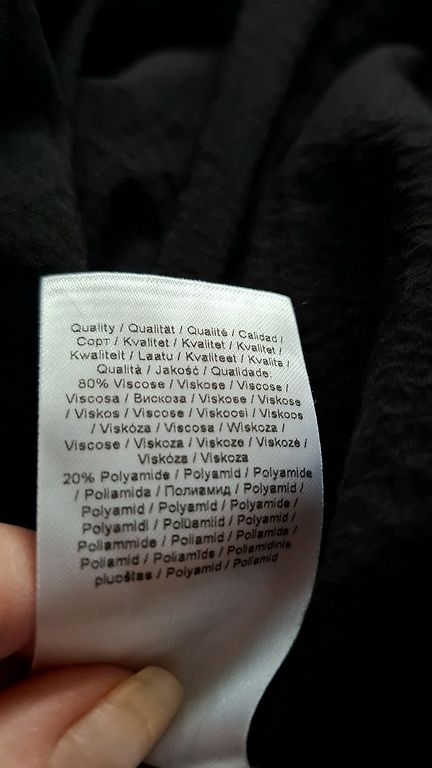 Quality / Qualität / Qualité / Calidad /
Сорт / Kvalitet / Kvalitet / Kvalitet /
Kwaliteit / Laatu / Kvaliteet / Kvalita /
Qualità / Jakość / Qualidade:
80% Viscose / Viskose / Viscose /
Viscosa / Вискоза / Viskose / Viskose
/ Viskos / Viscose / Viskoosi / Viskoos
/ Viskóza / Viscosa / Wiskoza /
Viscose / Viskoza / Viskoze / Viskozė /
Viskóza / Viskoza
20% Polyamide / Polyamid / Polyamide
/ Poliamida / Полиамид / Polyamid /
Polyamid / Polyamid / Polyamide /
Polyamidi / Polüamiid / Polyamid /
Poliammide / Poliamid / Poliamida /
Poliamid / Poliamīds / Poliamidinis
pluoštas / Polyamid / Poliamid